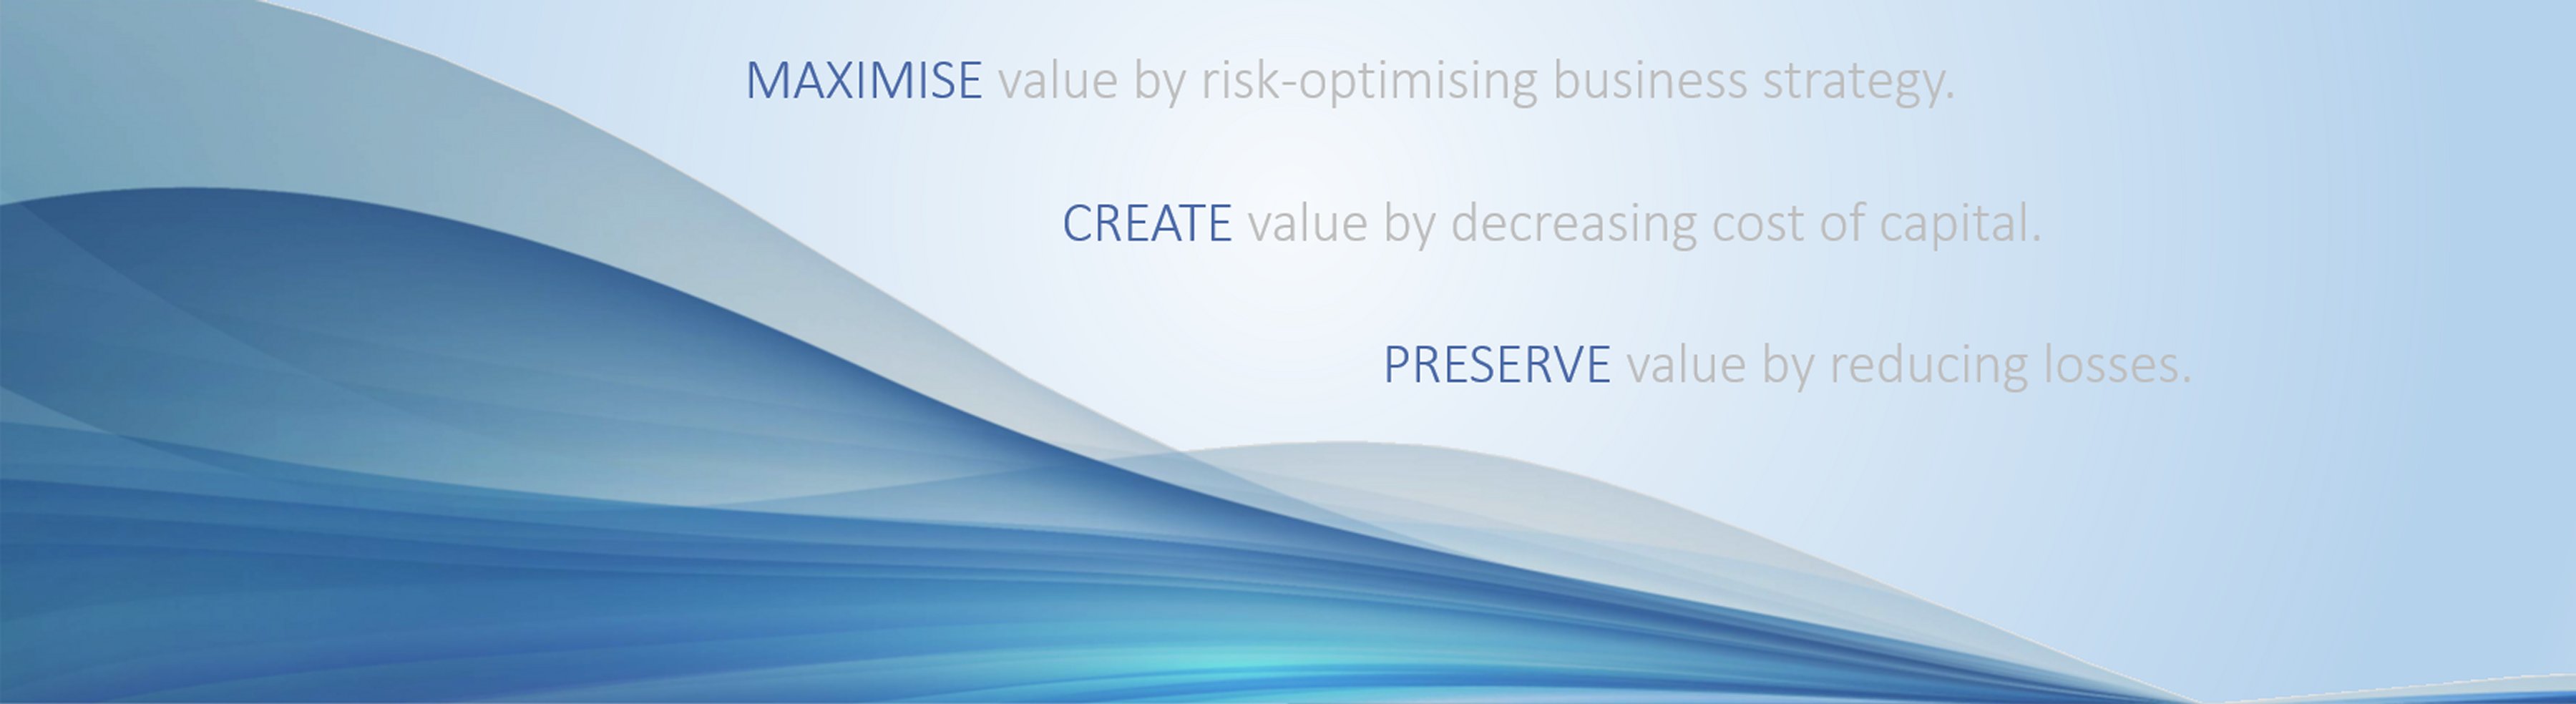 MAXIMISE value by risk-optimising business strategy.
CREATE value by decreasing cost of capital.
PRESERVE value by reducing losses.